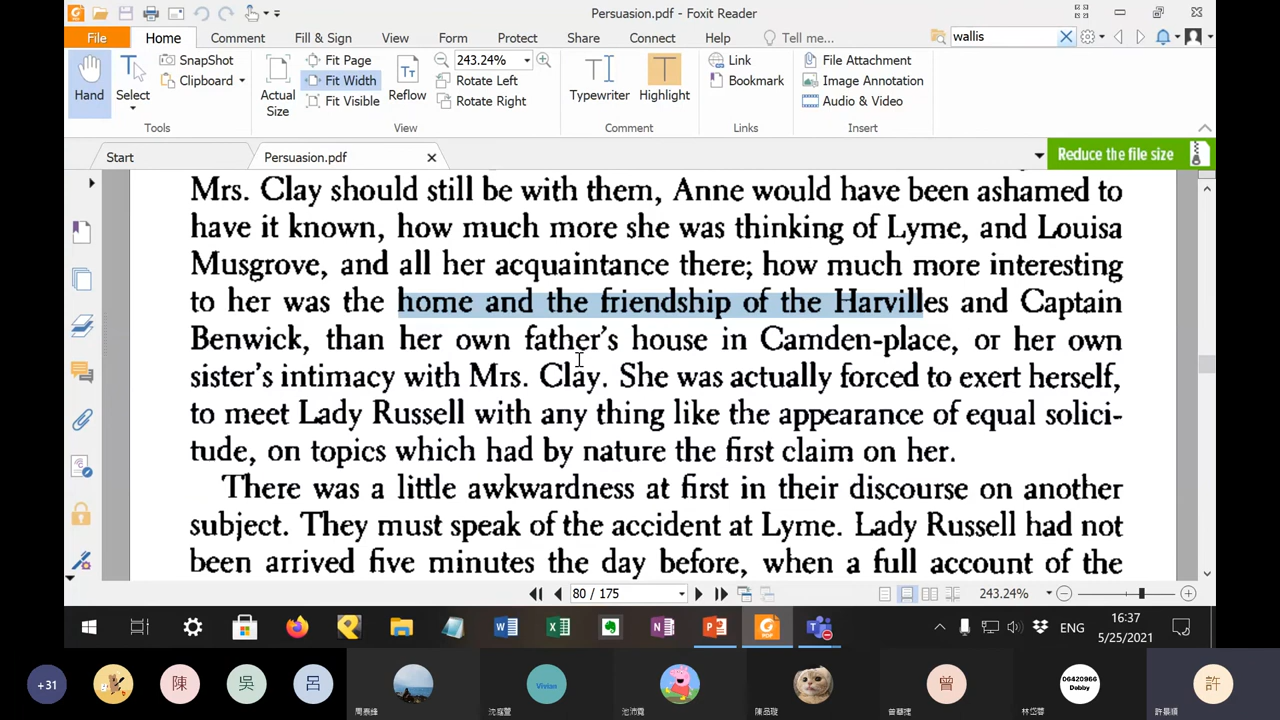 Persuasion.pdf - Foxit Reader
File Home Comment Fill & Sign View Form Protect Share Connect Help Tell me... wallis
Hand Select SnapShot Clipboard Actual Size Fit Page Fit Width Fit Visible Reflow 243.24% Rotate Left Rotate Right Typewriter Highlight Link Bookmark File Attachment Image Annotation Audio & Video
Tools View Comment Links Insert
Start Persuasion.pdf Reduce the file size
Mrs. Clay should still be with them, Anne would have been ashamed to
have it known, how much more she was thinking of Lyme, and Louisa
Musgrove, and all her acquaintance there; how much more interesting
to her was the home and the friendship of the Harvilles and Captain
Benwick, than her own father's house in Camden-place, or her own
sister's intimacy with Mrs. Clay. She was actually forced to exert herself,
to meet Lady Russell with any thing like the appearance of equal solici-
tude, on topics which had by nature the first claim on her.
There was a little awkwardness at first in their discourse on another
subject. They must speak of the accident at Lyme. Lady Russell had not
been arrived five minutes the day before, when a full account of the
80 / 175 243.24%
ENG 16:37
5/25/2021
+31 陳 吳 呂 Vivian 曾 06420966 Debby 許